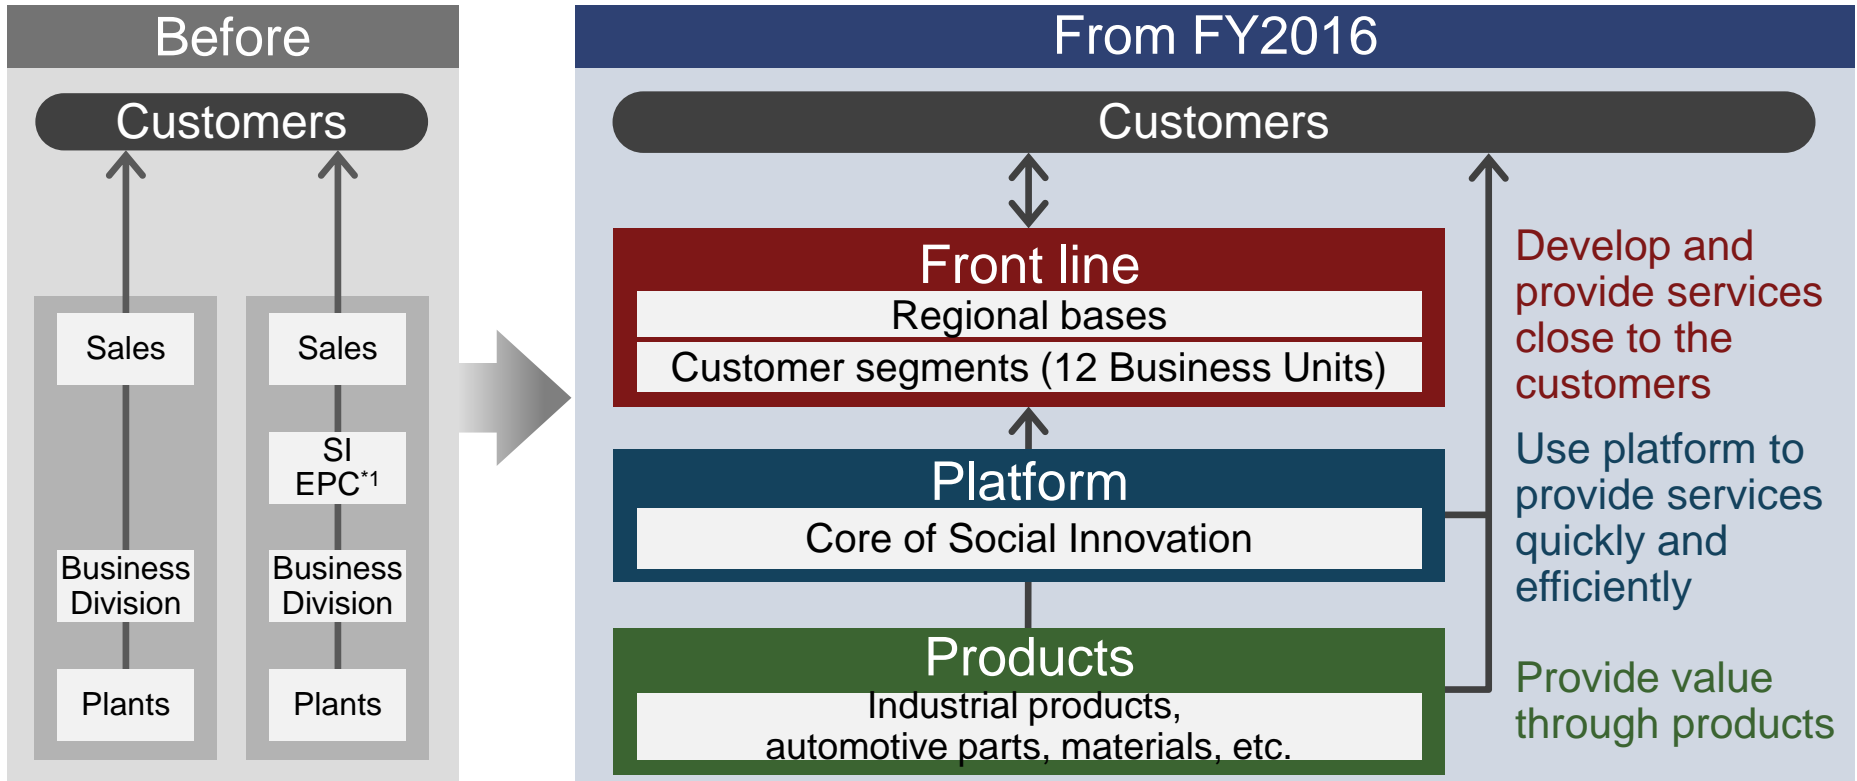 Before
Customers
Sales
Business
Division
Plants
Sales
SI
EPC*1
Business
Division
Plants
From FY2016
Customers
Front line
Regional bases
Customer segments (12 Business Units)
Platform
Core of Social Innovation
Products
Industrial products,
automotive parts, materials, etc.
Develop and
provide services
close to the
customers
Use platform to
provide services
quickly and
efficiently
Provide value
through products